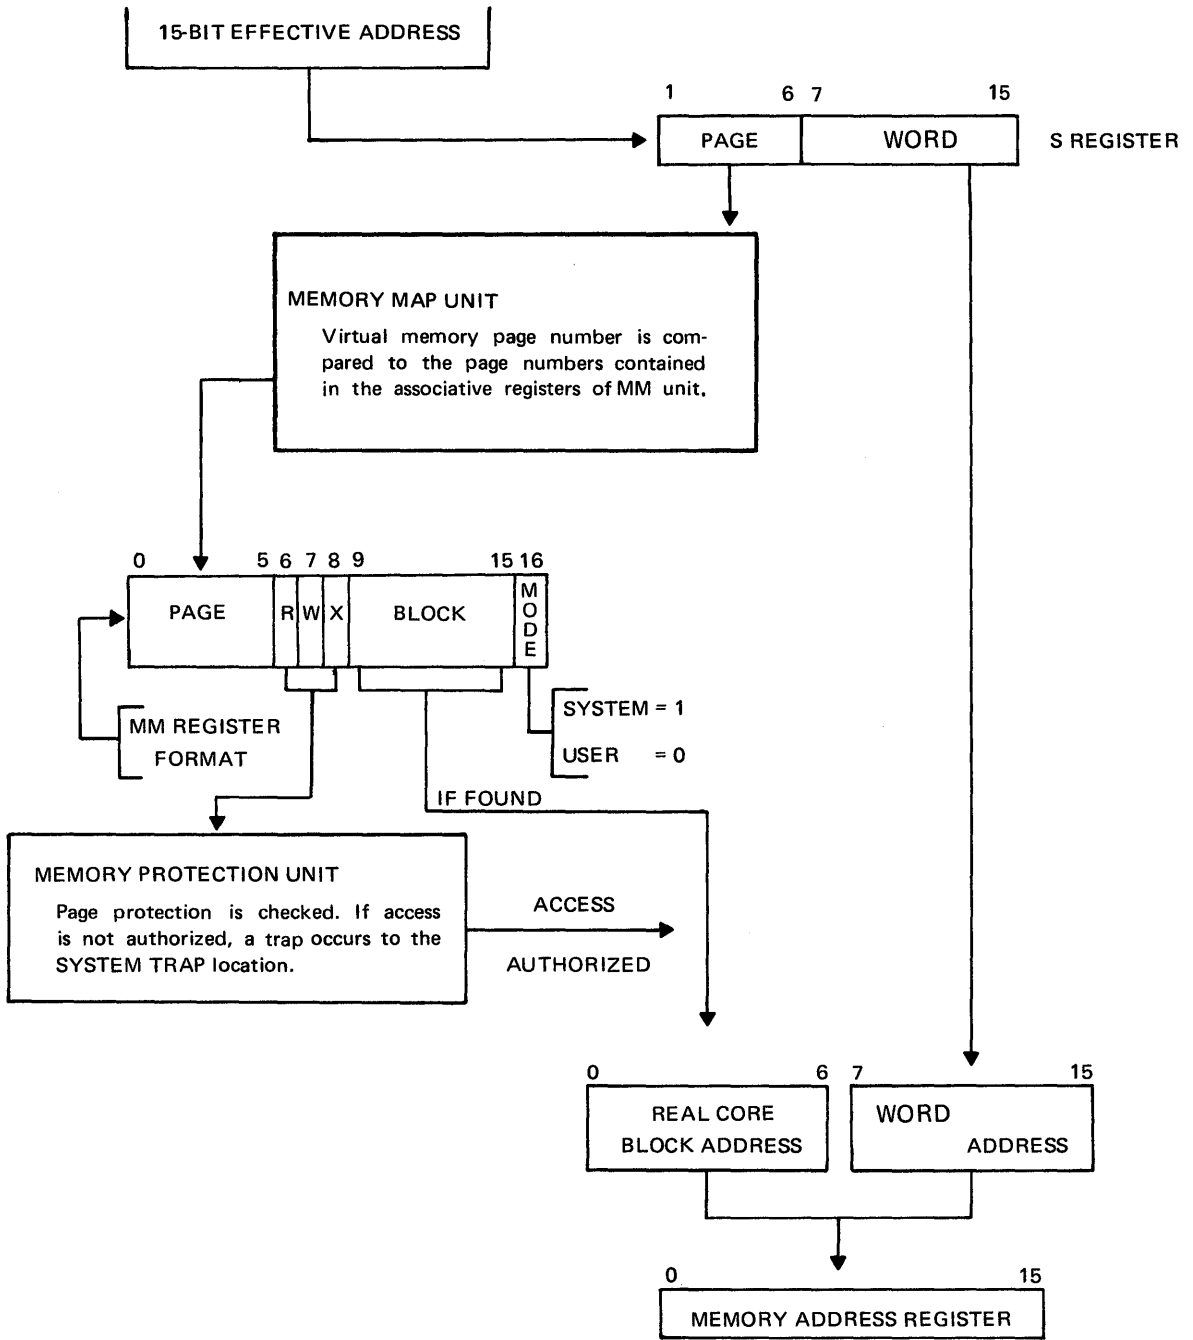 15-BIT EFFECTIVE ADDRESS
1 6 7 15
PAGE WORD S REGISTER
MEMORY MAP UNIT
Virtual memory page number is com-
pared to the page numbers contained
in the associative registers of MM unit.
0 5 6 7 8 9 15 16
PAGE R W X BLOCK MODE
MM REGISTER
FORMAT
SYSTEM = 1
USER = 0
IF FOUND
MEMORY PROTECTION UNIT
Page protection is checked. If access
is not authorized, a trap occurs to the
SYSTEM TRAP location.
ACCESS
AUTHORIZED
0 6 7 15
REAL CORE
BLOCK ADDRESS
WORD
ADDRESS
0 15
MEMORY ADDRESS REGISTER